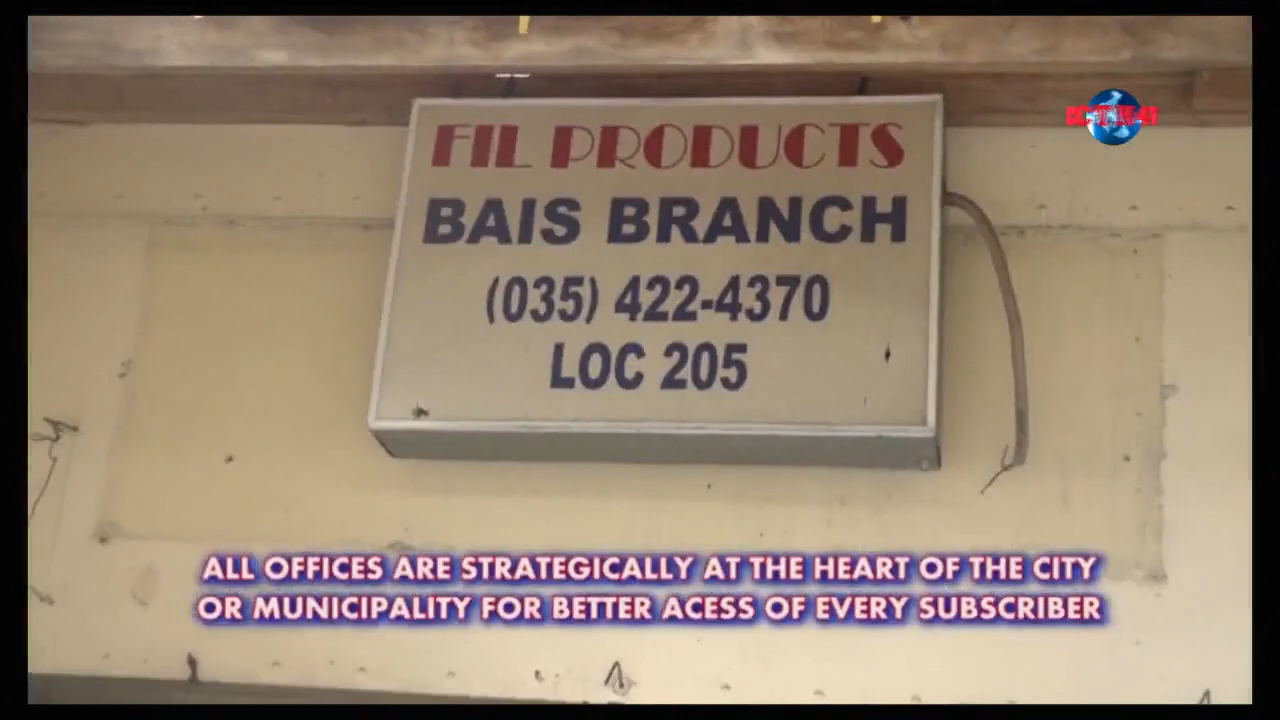 FIL PRODUCTS
BAIS BRANCH
(035) 422-4370
LOC 205
ALL OFFICES ARE STRATEGICALLY AT THE HEART OF THE CITY
OR MUNICIPALITY FOR BETTER ACESS OF EVERY SUBSCRIBER